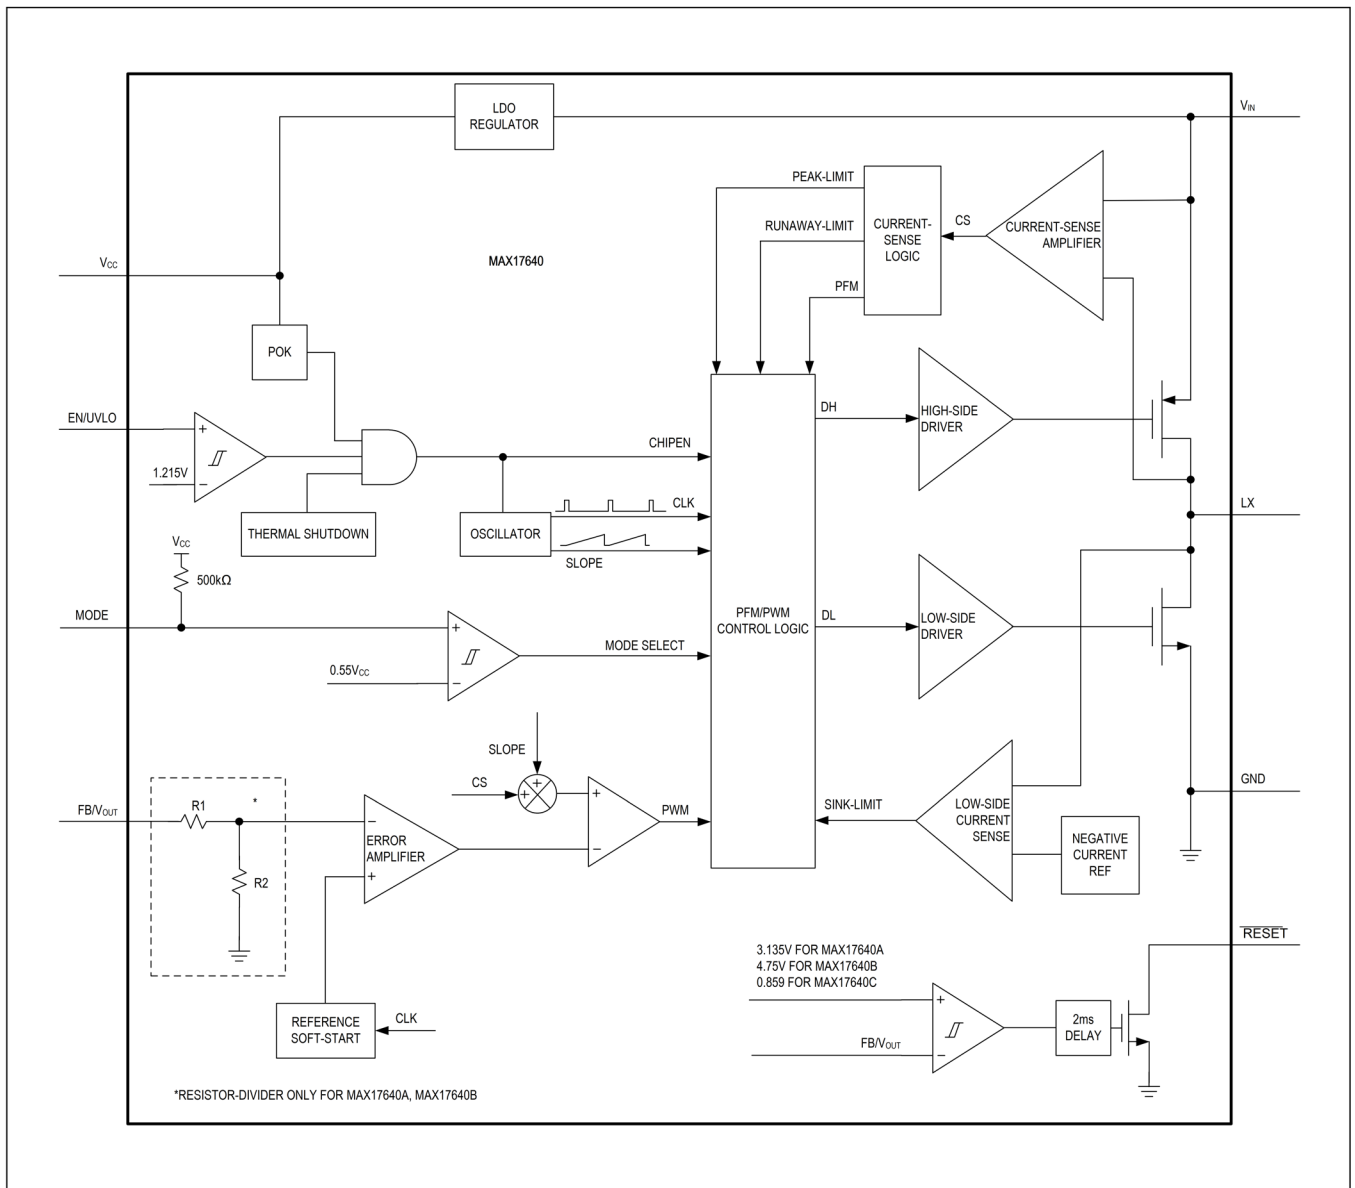 LDO
REGULATOR
VIN
PEAK-LIMIT
RUNAWAY-LIMIT
PFM
CURRENT-
SENSE
LOGIC
CS
CURRENT-SENSE
AMPLIFIER
VCC
MAX17640
POK
EN/UVLO
+
1.215V
−
CHIPEN
THERMAL SHUTDOWN
OSCILLATOR
CLK
SLOPE
DH
HIGH-SIDE
DRIVER
LX
VCC
500kΩ
MODE
+
0.55VCC
−
MODE SELECT
PFM/PWM
CONTROL LOGIC
DL
LOW-SIDE
DRIVER
SLOPE
CS
+
+
+
−
PWM
FB/VOUT
R1
*
R2
−
ERROR
AMPLIFIER
+
SINK-LIMIT
LOW-SIDE
CURRENT
SENSE
NEGATIVE
CURRENT
REF
GND
RESET
REFERENCE
SOFT-START
CLK
3.135V FOR MAX17640A
4.75V FOR MAX17640B
0.859 FOR MAX17640C
+
FB/VOUT
−
2ms
DELAY
*RESISTOR-DIVIDER ONLY FOR MAX17640A, MAX17640B